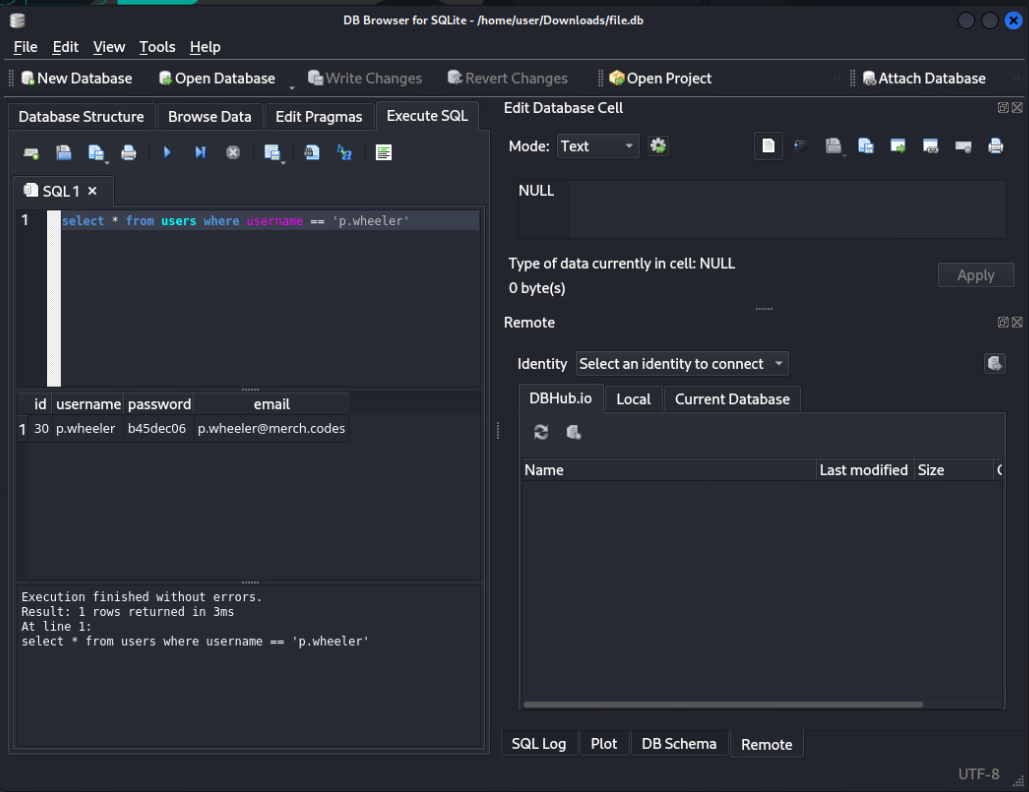 DB Browser for SQLite - /home/user/Downloads/file.db
File Edit View Tools Help
New Database Open Database Write Changes Revert Changes Open Project Attach Database
Database Structure Browse Data Edit Pragmas Execute SQL
SQL 1
1 select * from users where username == 'p.wheeler'
id username password email
1 30 p.wheeler b45dec06 p.wheeler@merch.codes
Execution finished without errors.
Result: 1 rows returned in 3ms
At line 1:
select * from users where username == 'p.wheeler'
Edit Database Cell
Mode: Text
NULL
Type of data currently in cell: NULL
0 byte(s)
Apply
Remote
Identity Select an identity to connect
DBHub.io Local Current Database
Name Last modified Size
SQL Log Plot DB Schema Remote
UTF-8